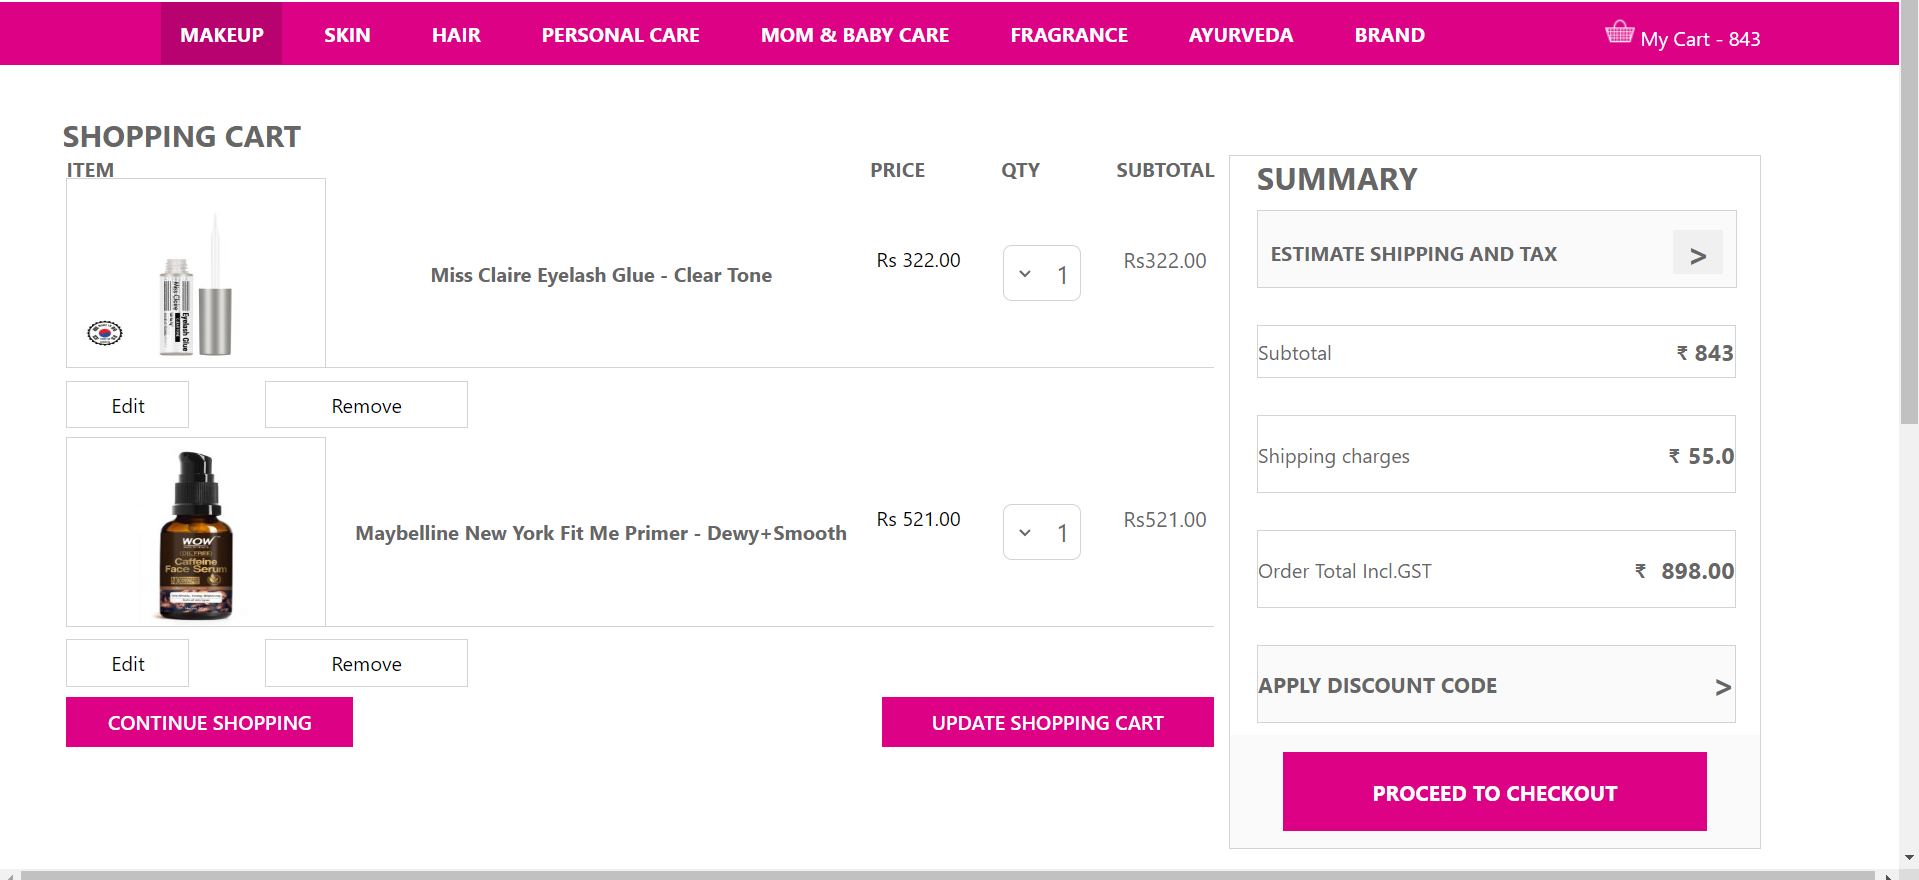 MAKEUP SKIN HAIR PERSONAL CARE MOM & BABY CARE FRAGRANCE AYURVEDA BRAND My Cart - 843
SHOPPING CART
ITEM PRICE QTY SUBTOTAL
Miss Claire
Eyelash Glue
Miss Claire Eyelash Glue - Clear Tone Rs 322.00 1 Rs322.00
Edit Remove
WOW
Caffeine
Face Serum
Maybelline New York Fit Me Primer - Dewy+Smooth Rs 521.00 1 Rs521.00
Edit Remove
CONTINUE SHOPPING UPDATE SHOPPING CART
SUMMARY
ESTIMATE SHIPPING AND TAX >
Subtotal ₹ 843
Shipping charges ₹ 55.0
Order Total Incl.GST ₹ 898.00
APPLY DISCOUNT CODE >
PROCEED TO CHECKOUT